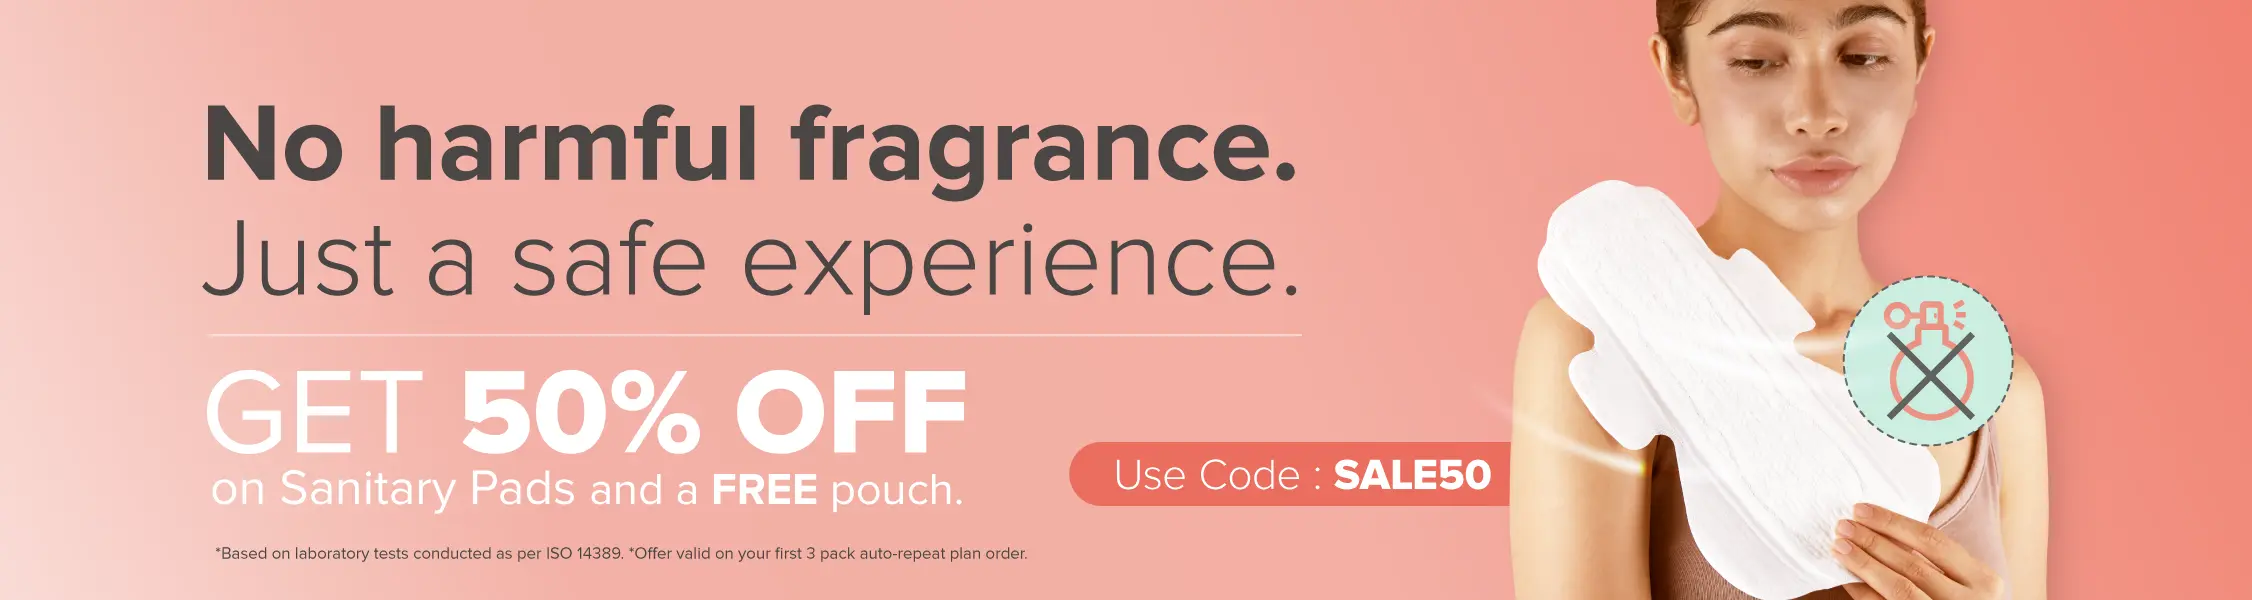 No harmful fragrance.
Just a safe experience.
GET 50% OFF
on Sanitary Pads and a FREE pouch.
Use Code : SALE50
*Based on laboratory tests conducted as per ISO 14389. *Offer valid on your first 3 pack auto-repeat plan order.